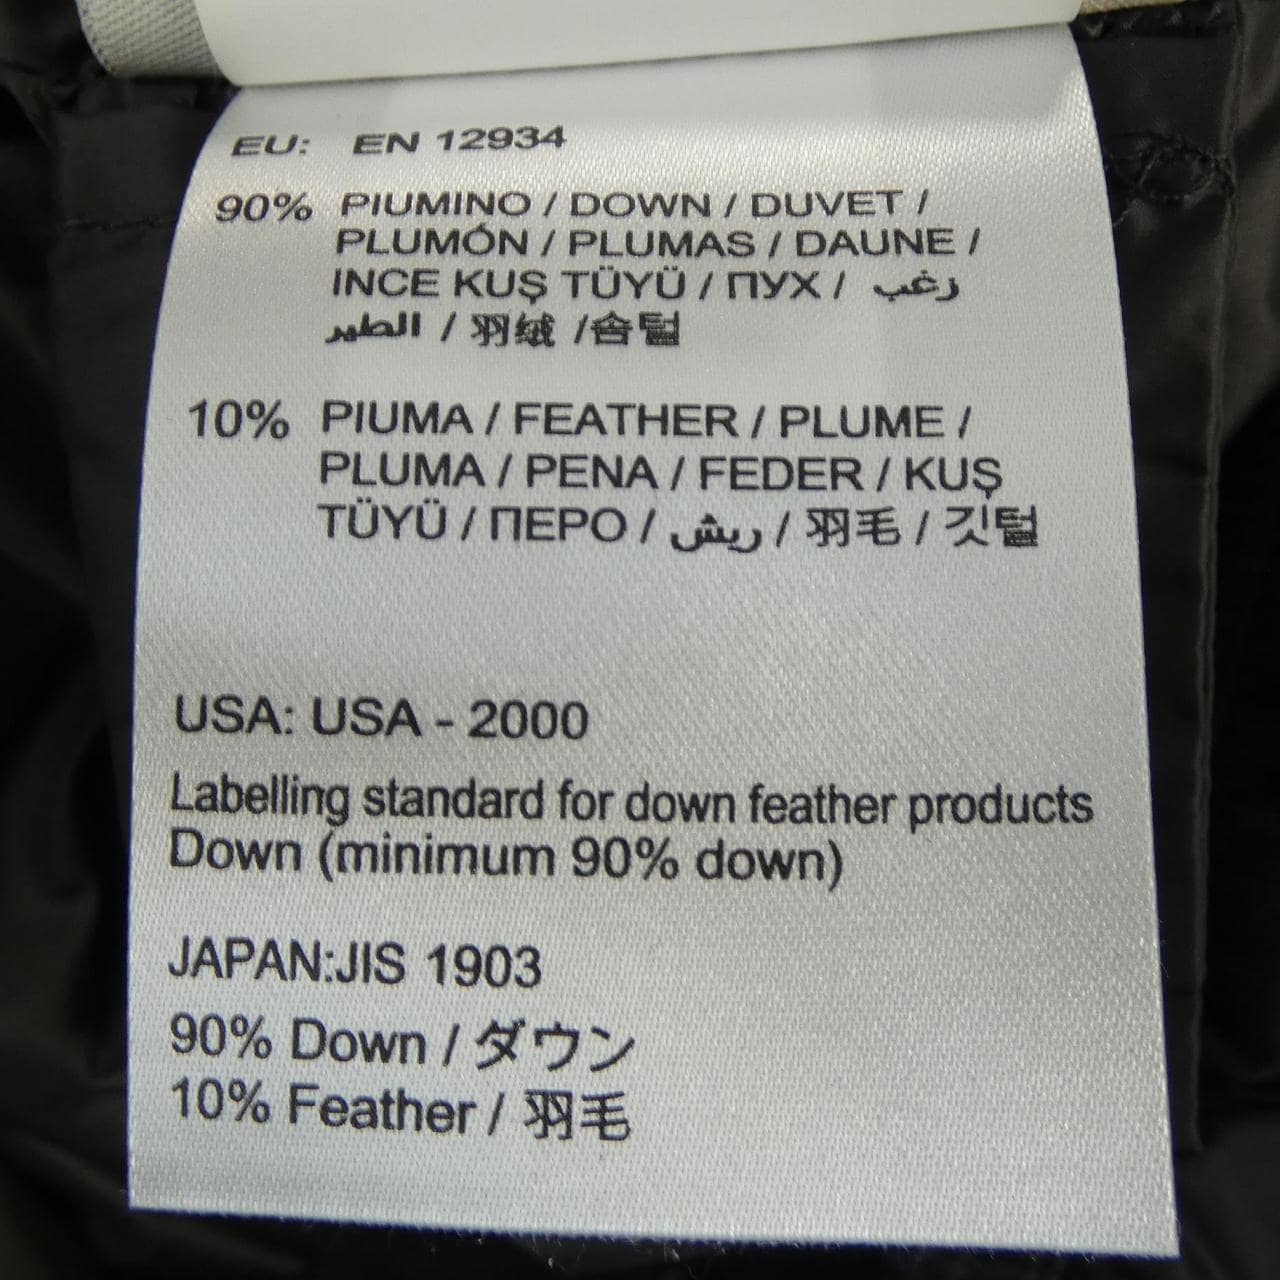 EU: EN 12934
90% PIUMINO / DOWN / DUVET /
PLUMÓN / PLUMAS / DAUNE /
INCE KUŞ TÜYÜ / ПУХ / رغب
الطير / 羽绒 /솜털
10% PIUMA / FEATHER / PLUME /
PLUMA / PENA / FEDER / KUŞ
TÜYÜ / ПЕРО / ريش / 羽毛 / 깃털
USA: USA - 2000
Labelling standard for down feather products
Down (minimum 90% down)
JAPAN:JIS 1903
90% Down / ダウン
10% Feather / 羽毛